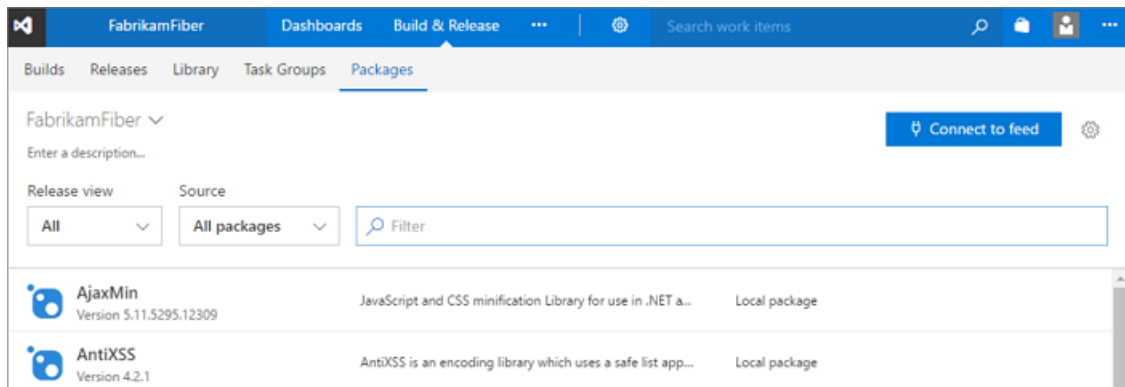 FabrikamFiber Dashboards Build & Release ··· Search work items ···
Builds Releases Library Task Groups Packages
FabrikamFiber
Connect to feed
Enter a description...
Release view Source
All All packages Filter
AjaxMin
Version 5.11.5295.12309
JavaScript and CSS minification Library for use in .NET a... Local package
AntiXSS
Version 4.2.1
AntiXSS is an encoding library which uses a safe list app... Local package